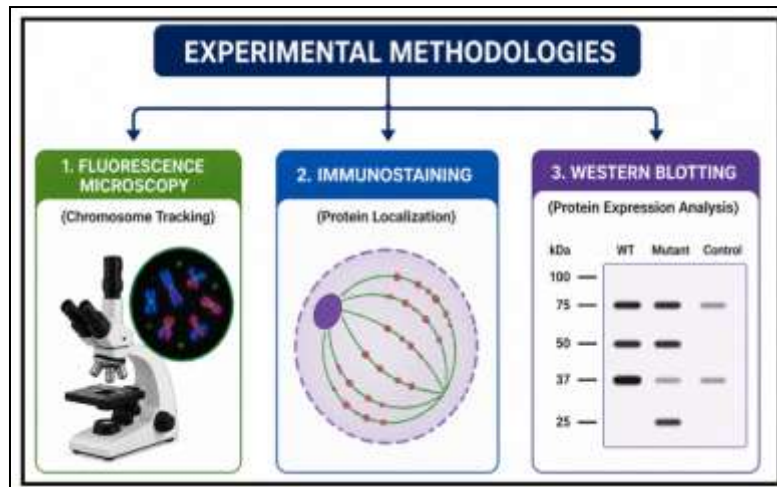 EXPERIMENTAL METHODOLOGIES
1. FLUORESCENCE
MICROSCOPY
(Chromosome Tracking)
2. IMMUNOSTAINING
(Protein Localization)
3. WESTERN BLOTTING
(Protein Expression Analysis)
kDa WT Mutant Control
100
75
50
37
25